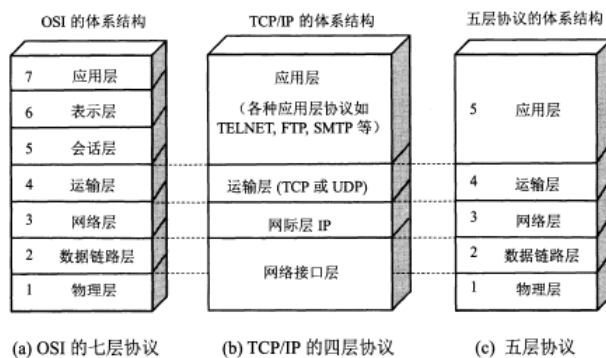 OSI 的体系结构
TCP/IP 的体系结构
五层协议的体系结构
7 应用层
6 表示层
5 会话层
4 运输层
3 网络层
2 数据链路层
1 物理层
应用层
(各种应用层协议如
TELNET, FTP, SMTP 等)
运输层 (TCP 或 UDP)
网际层 IP
网络接口层
5 应用层
4 运输层
3 网络层
2 数据链路层
1 物理层
(a) OSI 的七层协议
(b) TCP/IP 的四层协议
(c) 五层协议